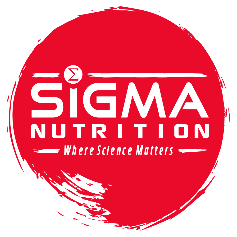 Σ
SiGMA
NUTRITION
Where Science Matters